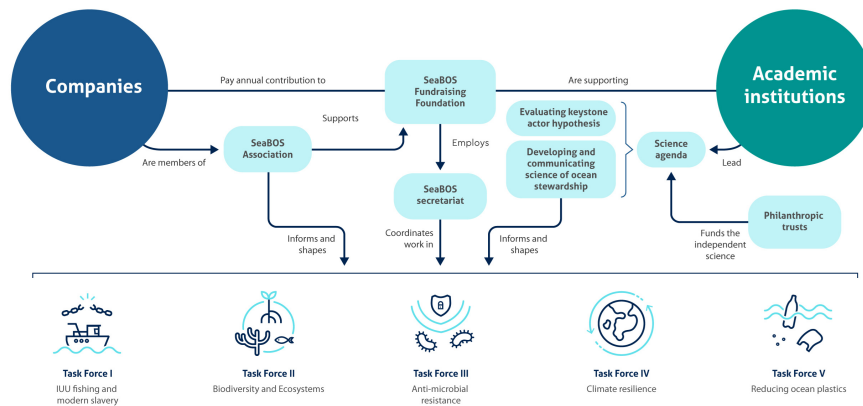 Companies
Pay annual contribution to
SeaBOS
Fundraising
Foundation
Are supporting
Academic
institutions
Supports
Evaluating keystone
actor hypothesis
SeaBOS
Association
Are members of
Employs
Developing and
communicating
science of ocean
stewardship
Science
agenda
Lead
SeaBOS
secretariat
Philanthropic
trusts
Informs and
shapes
Coordinates
work in
Informs and
shapes
Funds the
independent
science
Task Force I
IUU fishing and
modern slavery
Task Force II
Biodiversity and Ecosystems
Task Force III
Anti-microbial
resistance
Task Force IV
Climate resilience
Task Force V
Reducing ocean plastics